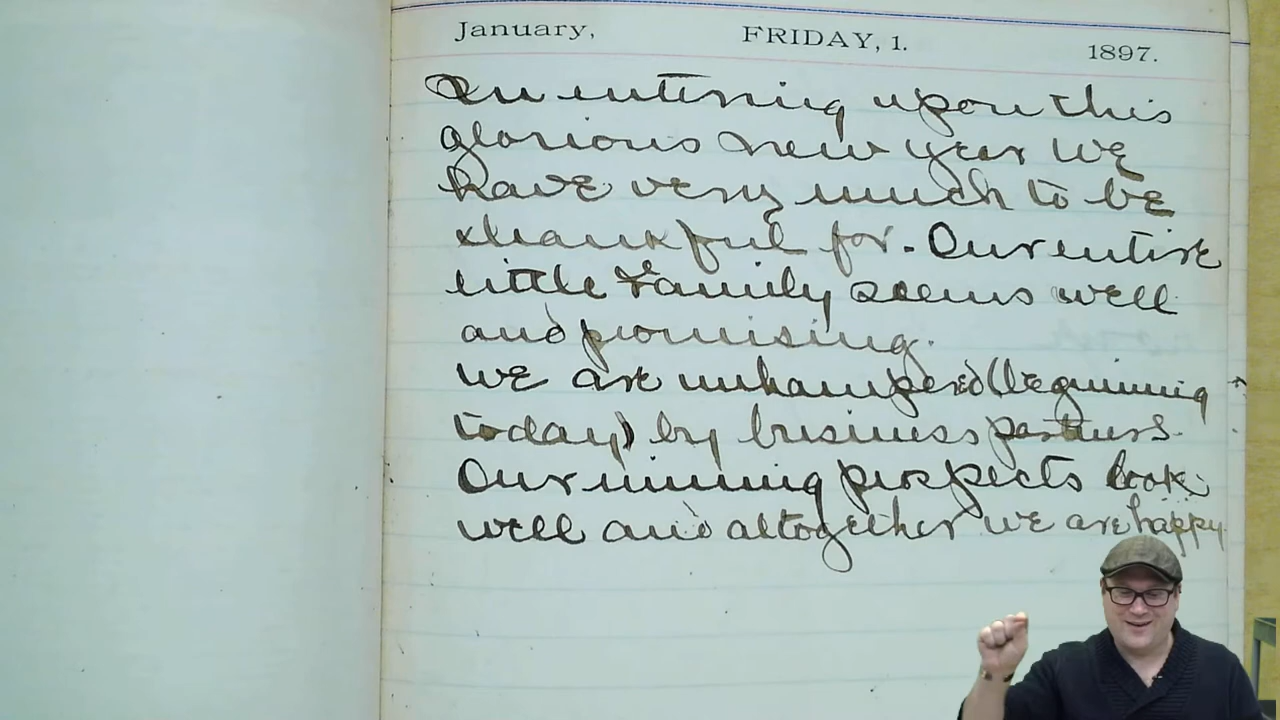 January, FRIDAY, 1. 1897.
On entering upon this
glorious new year we
have very much to be
thankful for. Our entire
little family seems well
and promising.
We are unhampered (beginning
today) by business partners.
Our mining prospects look
well and altogether we are happy.